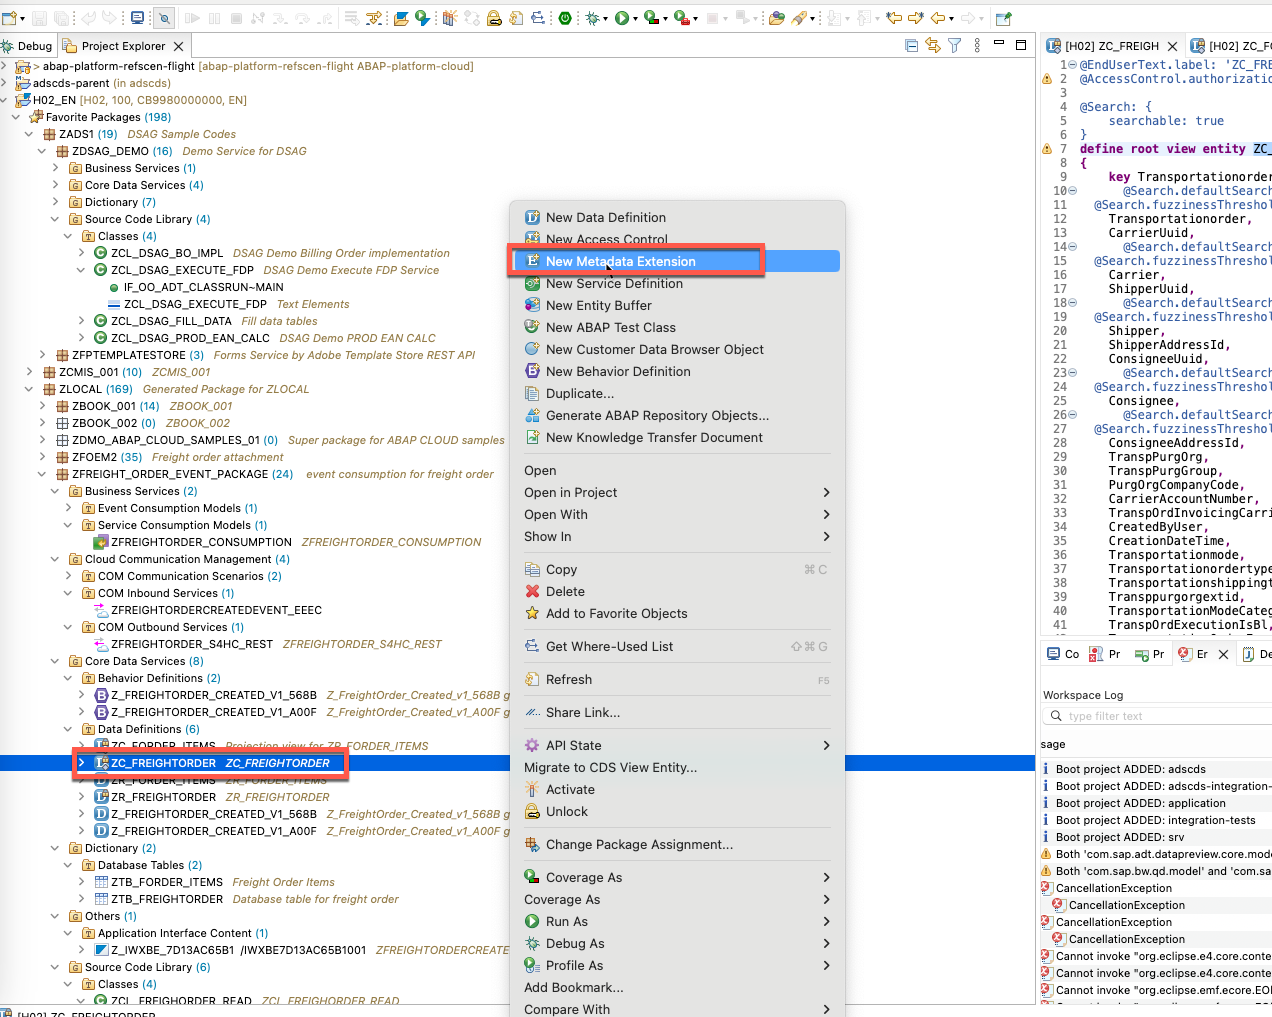 Debug
Project Explorer
> abap-platform-refscen-flight [abap-platform-refscen-flight ABAP-platform-cloud]
adscds-parent (in adscds)
H02_EN [H02, 100, CB9980000000, EN]
Favorite Packages (198)
ZADS1 (19) DSAG Sample Codes
ZDSAG_DEMO (16) Demo Service for DSAG
Business Services (1)
Core Data Services (4)
Dictionary (7)
Source Code Library (4)
Classes (4)
ZCL_DSAG_BO_IMPL DSAG Demo Billing Order implementation
ZCL_DSAG_EXECUTE_FDP DSAG Demo Execute FDP Service
IF_OO_ADT_CLASSRUN~MAIN
ZCL_DSAG_EXECUTE_FDP Text Elements
ZCL_DSAG_FILL_DATA Fill data tables
ZCL_DSAG_PROD_EAN_CALC DSAG Demo PROD EAN CALC
ZFPTEMPLATESTORE (3) Forms Service by Adobe Template Store REST API
ZCMIS_001 (10) ZCMIS_001
ZLOCAL (169) Generated Package for ZLOCAL
ZBOOK_001 (14) ZBOOK_001
ZBOOK_002 (0) ZBOOK_002
ZDMO_ABAP_CLOUD_SAMPLES_01 (0) Super package for ABAP CLOUD samples
ZFOEM2 (35) Freight order attachment
ZFREIGHT_ORDER_EVENT_PACKAGE (24) event consumption for freight order
Business Services (2)
Event Consumption Models (1)
Service Consumption Models (1)
ZFREIGHTORDER_CONSUMPTION ZFREIGHTORDER_CONSUMPTION
Cloud Communication Management (4)
COM Communication Scenarios (2)
COM Inbound Services (1)
ZFREIGHTORDERCREATEDEVENT_EEEC
COM Outbound Services (1)
ZFREIGHTORDER_S4HC_REST ZFREIGHTORDER_S4HC_REST
Core Data Services (8)
Behavior Definitions (2)
Z_FREIGHTORDER_CREATED_V1_568B Z_FreightOrder_Created_v1_568B g
Z_FREIGHTORDER_CREATED_V1_A00F Z_FreightOrder_Created_v1_A00F g
Data Definitions (6)
ZC_FORDER_ITEMS Projection view for ZR_FORDER_ITEMS
ZC_FREIGHTORDER ZC_FREIGHTORDER
ZR_FORDER_ITEMS ZR_FORDER_ITEMS
ZR_FREIGHTORDER ZR_FREIGHTORDER
Z_FREIGHTORDER_CREATED_V1_568B Z_FreightOrder_Created_v1_568B g
Z_FREIGHTORDER_CREATED_V1_A00F Z_FreightOrder_Created_v1_A00F g
Dictionary (2)
Database Tables (2)
ZTB_FORDER_ITEMS Freight Order Items
ZTB_FREIGHTORDER Database table for freight order
Others (1)
Application Interface Content (1)
Z_IWXBE_7D13AC65B1 /IWXBE7D13AC65B1001 ZFREIGHTORDERCREATE
Source Code Library (6)
Classes (4)
ZCL_FREIGHORDER_READ ZCL_FREIGHORDER_READ
[H02] ZC_FREIGHTORDER
New Data Definition
New Access Control
New Metadata Extension
New Service Definition
New Entity Buffer
New ABAP Test Class
New Customer Data Browser Object
New Behavior Definition
Duplicate...
Generate ABAP Repository Objects...
New Knowledge Transfer Document
Open
Open in Project
Open With
Show In
Copy ⌘ C
Delete
Add to Favorite Objects
Get Where-Used List ⇧ ⌘ G
Refresh F5
Share Link...
API State
Migrate to CDS View Entity...
Activate
Unlock
Change Package Assignment...
Coverage As
Coverage As
Run As
Debug As
Profile As
Add Bookmark...
Compare With
[H02] ZC_FREIGH
[H02] ZC_FC
1 @EndUserText.label: 'ZC_FRE
2 @AccessControl.authorizatio
3
4 @Search: {
5 searchable: true
6 }
7 define root view entity ZC_
8 {
9 key Transportationorder
10 @Search.defaultSearc
11 @Search.fuzzinessThreshol
12 Transportationorder,
13 CarrierUuid,
14 @Search.defaultSearc
15 @Search.fuzzinessThreshol
16 Carrier,
17 ShipperUuid,
18 @Search.defaultSearc
19 @Search.fuzzinessThreshol
20 Shipper,
21 ShipperAddressId,
22 ConsigneeUuid,
23 @Search.defaultSearc
24 @Search.fuzzinessThreshol
25 Consignee,
26 @Search.defaultSearc
27 @Search.fuzzinessThreshol
28 ConsigneeAddressId,
29 TranspPurgOrg,
30 TranspPurgGroup,
31 PurgOrgCompanyCode,
32 CarrierAccountNumber,
33 TranspOrdInvoicingCarri
34 CreatedByUser,
35 CreationDateTime,
36 Transportationmode,
37 Transportationordertype
38 Transportationshippingt
39 Transppurgorgextid,
40 TransportationModeCateg
41 TranspOrdExecutionIsBl,
Co
Pr
Pr
Er
De
Workspace Log
type filter text
sage
Boot project ADDED: adscds
Boot project ADDED: adscds-integration-
Boot project ADDED: application
Boot project ADDED: integration-tests
Boot project ADDED: srv
Both 'com.sap.adt.datapreview.core.mode
Both 'com.sap.bw.qd.model' and 'com.sa
CancellationException
CancellationException
CancellationException
CancellationException
Cannot invoke "org.eclipse.e4.core.conte
Cannot invoke "org.eclipse.e4.core.conte
Cannot invoke "org.eclipse.emf.ecore.EOI